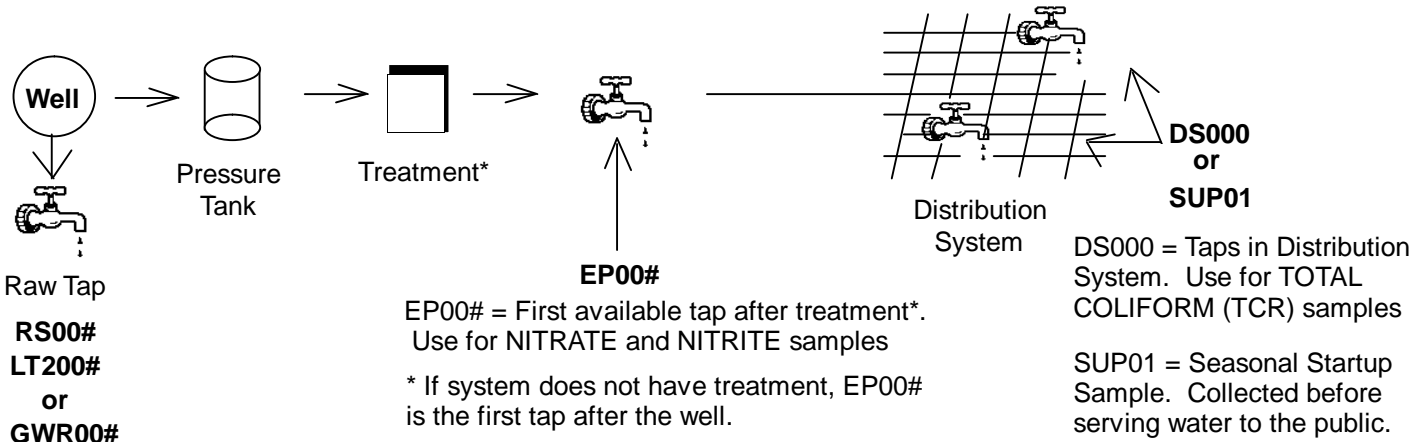 Well
Pressure
Tank
Treatment*
Raw Tap
RS00#
LT200#
or
GWR00#
EP00#
EP00# = First available tap after treatment*.
Use for NITRATE and NITRITE samples
* If system does not have treatment, EP00#
is the first tap after the well.
Distribution
System
DS000
or
SUP01
DS000 = Taps in Distribution
System. Use for TOTAL
COLIFORM (TCR) samples
SUP01 = Seasonal Startup
Sample. Collected before
serving water to the public.